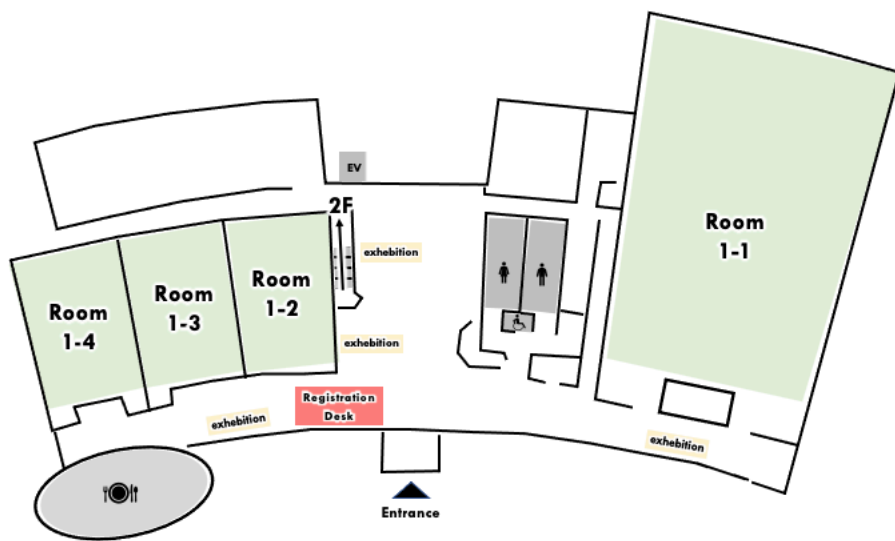 EV
2F
Room
1-1
exhebition
Room
1-2
Room
1-3
Room
1-4
exhebition
Registration
Desk
exhebition
exhebition
Entrance